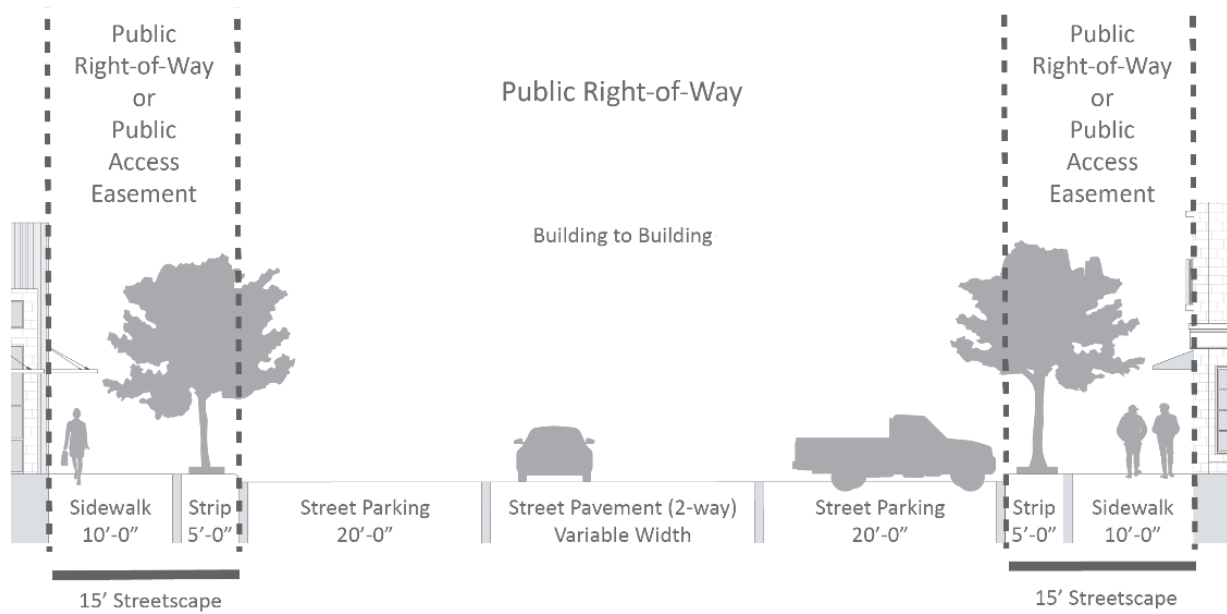 Public
Right-of-Way
or
Public
Access
Easement
Public Right-of-Way
Building to Building
Public
Right-of-Way
or
Public
Access
Easement
Sidewalk
10’-0”
Strip
5’-0”
Street Parking
20’-0”
Street Pavement (2-way)
Variable Width
Street Parking
20’-0”
Strip
5’-0”
Sidewalk
10’-0”
15’ Streetscape
15’ Streetscape